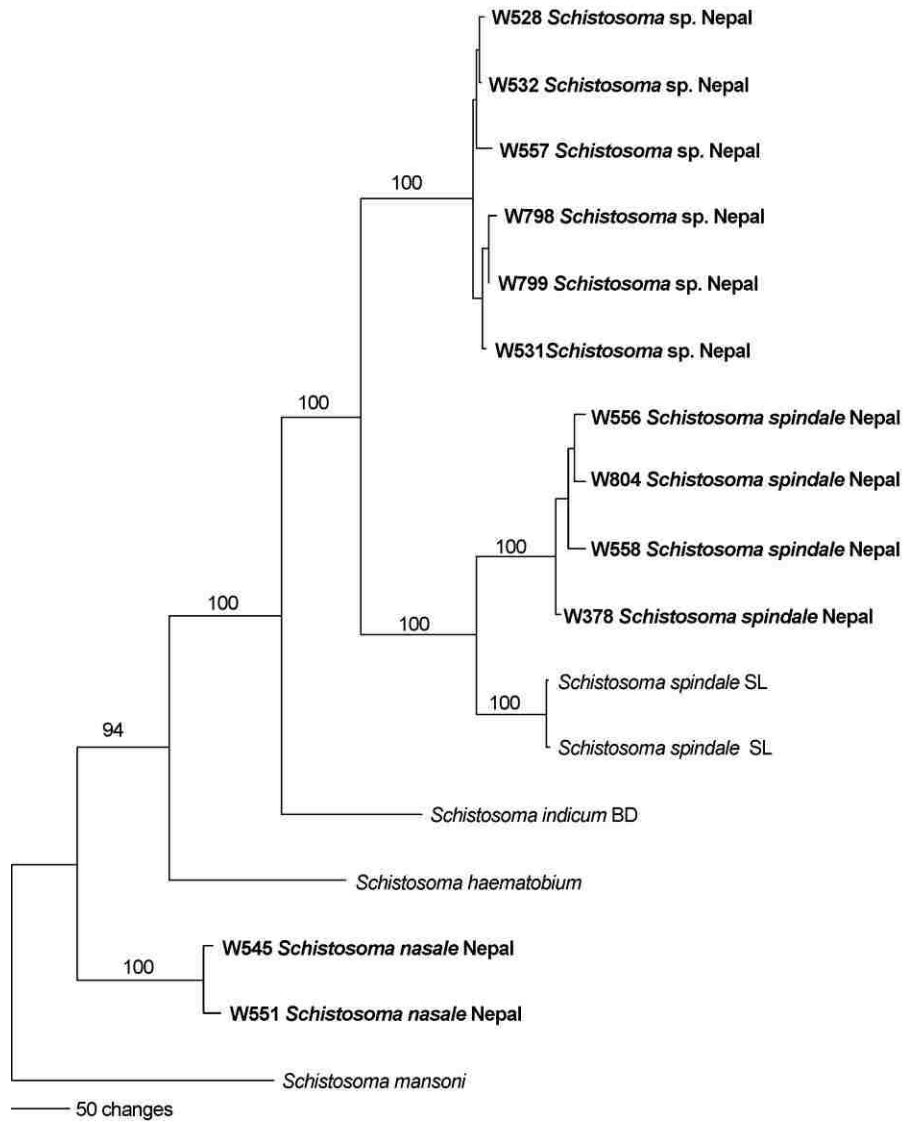 W528 Schistosoma sp. Nepal
W532 Schistosoma sp. Nepal
W557 Schistosoma sp. Nepal
100
W798 Schistosoma sp. Nepal
W799 Schistosoma sp. Nepal
W531Schistosoma sp. Nepal
100
W556 Schistosoma spindale Nepal
W804 Schistosoma spindale Nepal
100
W558 Schistosoma spindale Nepal
100
W378 Schistosoma spindale Nepal
100
Schistosoma spindale SL
100
94
Schistosoma spindale SL
Schistosoma indicum BD
Schistosoma haematobium
W545 Schistosoma nasale Nepal
100
W551 Schistosoma nasale Nepal
Schistosoma mansoni
50 changes